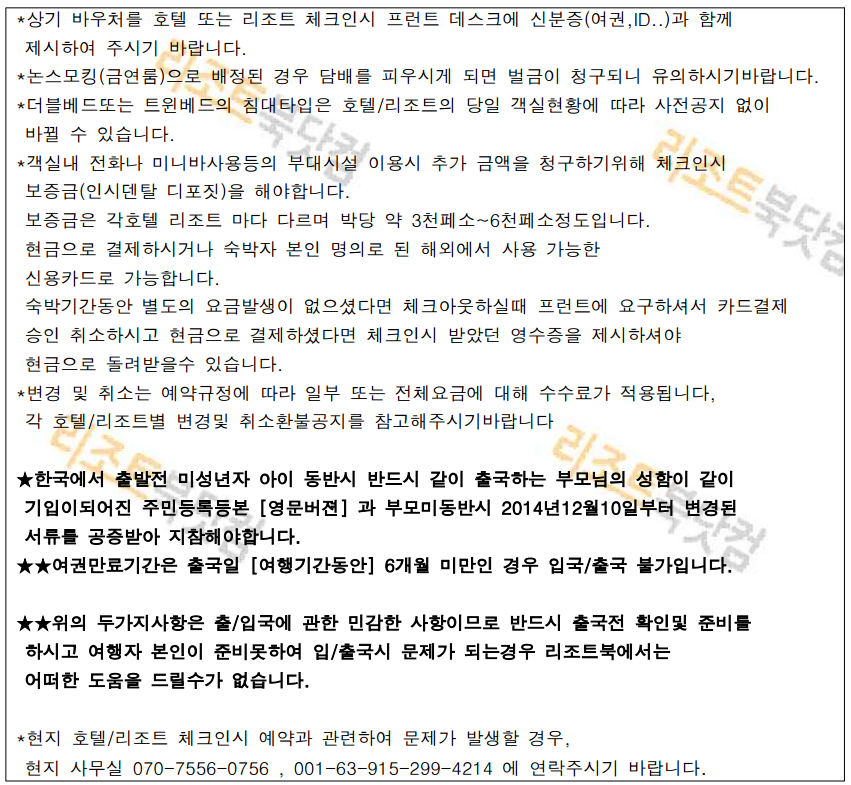 *상기 바우처를 호텔 또는 리조트 체크인시 프런트 데스크에 신분증(여권,ID..)과 함께
제시하여 주시기 바랍니다.
*논스모킹(금연룸)으로 배정된 경우 담배를 피우시게 되면 벌금이 청구되니 유의하시기바랍니다.
*더블베드또는 트윈베드의 침대타입은 호텔/리조트의 당일 객실현황에 따라 사전공지 없이
바뀔 수 있습니다.
*객실내 전화나 미니바사용등의 부대시설 이용시 추가 금액을 청구하기위해 체크인시
보증금(인시덴탈 디포짓)을 해야합니다.
보증금은 각호텔 리조트 마다 다르며 박당 약 3천페소~6천페소정도입니다.
현금으로 결제하시거나 숙박자 본인 명의로 된 해외에서 사용 가능한
신용카드로 가능합니다.
숙박기간동안 별도의 요금발생이 없으셨다면 체크아웃하실때 프런트에 요구하셔서 카드결제
승인 취소하시고 현금으로 결제하셨다면 체크인시 받았던 영수증을 제시하셔야
현금으로 돌려받을수 있습니다.
*변경 및 취소는 예약규정에 따라 일부 또는 전체요금에 대해 수수료가 적용됩니다,
각 호텔/리조트별 변경및 취소환불공지를 참고해주시기바랍니다
★한국에서 출발전 미성년자 아이 동반시 반드시 같이 출국하는 부모님의 성함이 같이
기입이되어진 주민등록등본 [영문버젼] 과 부모미동반시 2014년12월10일부터 변경된
서류를 공증받아 지참해야합니다.
★★여권만료기간은 출국일 [여행기간동안] 6개월 미만인 경우 입국/출국 불가입니다.
★★위의 두가지사항은 출/입국에 관한 민감한 사항이므로 반드시 출국전 확인및 준비를
하시고 여행자 본인이 준비못하여 입/출국시 문제가 되는경우 리조트북에서는
어떠한 도움을 드릴수가 없습니다.
*현지 호텔/리조트 체크인시 예약과 관련하여 문제가 발생할 경우,
현지 사무실 070-7556-0756 , 001-63-915-299-4214 에 연락주시기 바랍니다.
리조트북닷컴
리조트북닷컴
리조트북닷컴
리조트북닷컴